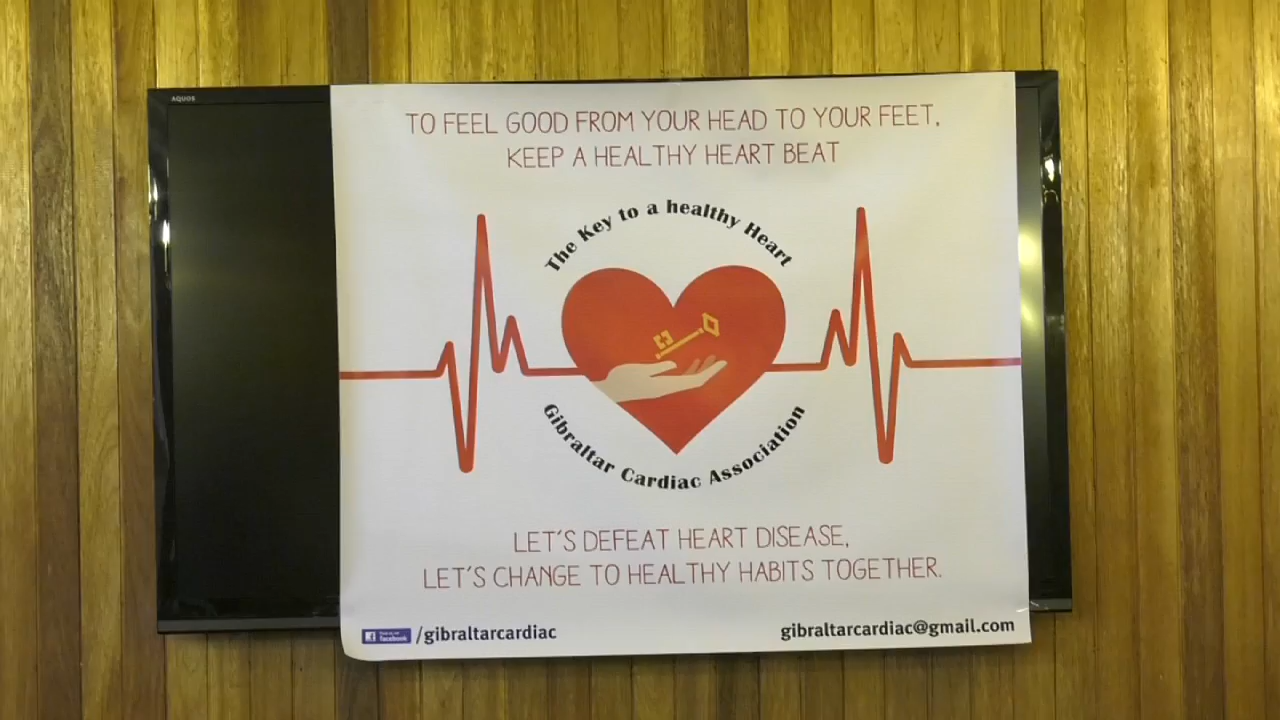 AQUOS
TO FEEL GOOD FROM YOUR HEAD TO YOUR FEET,
KEEP A HEALTHY HEART BEAT
The Key to a healthy Heart
Gibraltar Cardiac Association
LET'S DEFEAT HEART DISEASE,
LET'S CHANGE TO HEALTHY HABITS TOGETHER.
facebook /gibraltarcardiac
gibraltarcardiac@gmail.com